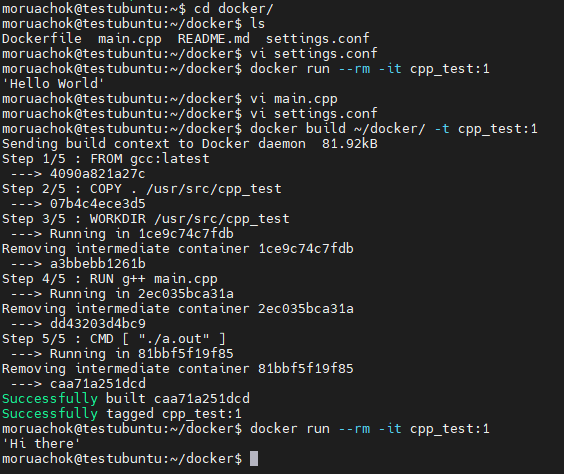 moruachok@testubuntu:~$ cd docker/
moruachok@testubuntu:~/docker$ ls
Dockerfile  main.cpp  README.md  settings.conf
moruachok@testubuntu:~/docker$ vi settings.conf
moruachok@testubuntu:~/docker$ docker run --rm -it cpp_test:1
'Hello World'
moruachok@testubuntu:~/docker$ vi main.cpp
moruachok@testubuntu:~/docker$ vi settings.conf
moruachok@testubuntu:~/docker$ docker build ~/docker/ -t cpp_test:1
Sending build context to Docker daemon  81.92kB
Step 1/5 : FROM gcc:latest
 ---> 4090a821a27c
Step 2/5 : COPY . /usr/src/cpp_test
 ---> 07b4c4ece3d5
Step 3/5 : WORKDIR /usr/src/cpp_test
 ---> Running in 1ce9c74c7fdb
Removing intermediate container 1ce9c74c7fdb
 ---> a3bbebb1261b
Step 4/5 : RUN g++ main.cpp
 ---> Running in 2ec035bca31a
Removing intermediate container 2ec035bca31a
 ---> dd43203d4bc9
Step 5/5 : CMD [ "./a.out" ]
 ---> Running in 81bbf5f19f85
Removing intermediate container 81bbf5f19f85
 ---> caa71a251dcd
Successfully built caa71a251dcd
Successfully tagged cpp_test:1
moruachok@testubuntu:~/docker$ docker run --rm -it cpp_test:1
'Hi there'
moruachok@testubuntu:~/docker$